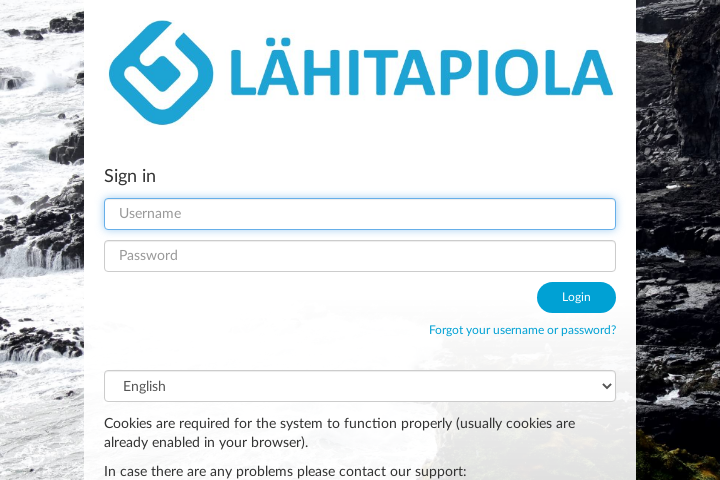 LÄHITAPIOLA
Sign in
Username
Password
Login
Forgot your username or password?
English
Cookies are required for the system to function properly (usually cookies are
already enabled in your browser).
In case there are any problems please contact our support: